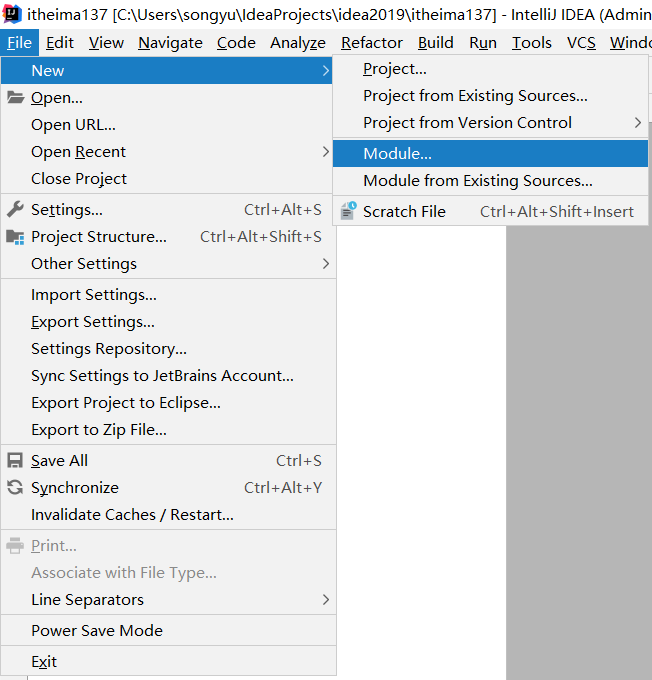 itheima137 [C:\Users\songyu\IdeaProjects\idea2019\itheima137] - IntelliJ IDEA (Admin
File Edit View Navigate Code Analyze Refactor Build Run Tools VCS Windo
New
Open...
Open URL...
Open Recent
Close Project
Settings... Ctrl+Alt+S
Project Structure... Ctrl+Alt+Shift+S
Other Settings
Import Settings...
Export Settings...
Settings Repository...
Sync Settings to JetBrains Account...
Export Project to Eclipse...
Export to Zip File...
Save All Ctrl+S
Synchronize Ctrl+Alt+Y
Invalidate Caches / Restart...
Print...
Associate with File Type...
Line Separators
Power Save Mode
Exit
Project...
Project from Existing Sources...
Project from Version Control
Module...
Module from Existing Sources...
Scratch File Ctrl+Alt+Shift+Insert